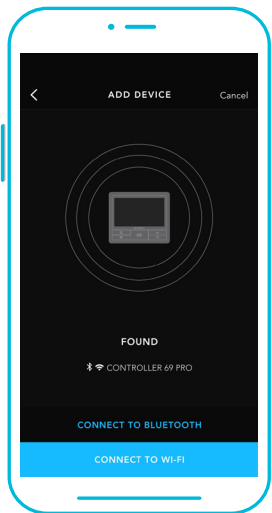 ADD DEVICE Cancel
FOUND
CONTROLLER 69 PRO
CONNECT TO BLUETOOTH
CONNECT TO WI-FI